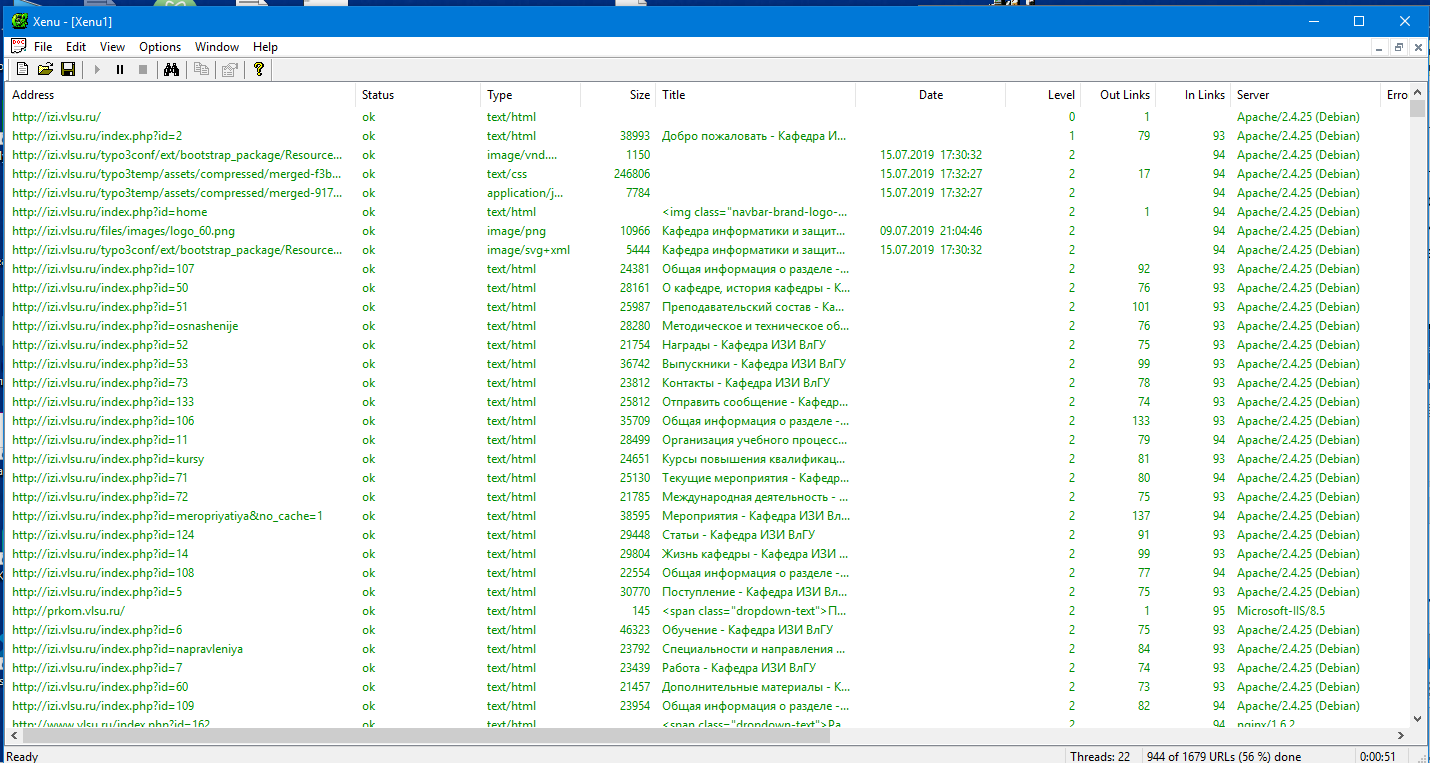 Xenu - [Xenu1]
File Edit View Options Window Help
Address Status Type Size Title Date Level Out Links In Links Server Erro
http://izi.vlsu.ru/ ok text/html 0 1 Apache/2.4.25 (Debian)
http://izi.vlsu.ru/index.php?id=2 ok text/html 38993 Добро пожаловать - Кафедра И... 1 79 93 Apache/2.4.25 (Debian)
http://izi.vlsu.ru/typo3conf/ext/bootstrap_package/Resource... ok image/vnd.... 1150 15.07.2019 17:30:32 2 94 Apache/2.4.25 (Debian)
http://izi.vlsu.ru/typo3temp/assets/compressed/merged-f3b... ok text/css 246806 15.07.2019 17:32:27 2 17 94 Apache/2.4.25 (Debian)
http://izi.vlsu.ru/typo3temp/assets/compressed/merged-917... ok application/j... 7784 15.07.2019 17:32:27 2 94 Apache/2.4.25 (Debian)
http://izi.vlsu.ru/index.php?id=home ok text/html <img class="navbar-brand-logo-... 2 1 94 Apache/2.4.25 (Debian)
http://izi.vlsu.ru/files/images/logo_60.png ok image/png 10966 Кафедра информатики и защит... 09.07.2019 21:04:46 2 94 Apache/2.4.25 (Debian)
http://izi.vlsu.ru/typo3conf/ext/bootstrap_package/Resource... ok image/svg+xml 5444 Кафедра информатики и защит... 15.07.2019 17:30:32 2 94 Apache/2.4.25 (Debian)
http://izi.vlsu.ru/index.php?id=107 ok text/html 24381 Общая информация о разделе -... 2 92 93 Apache/2.4.25 (Debian)
http://izi.vlsu.ru/index.php?id=50 ok text/html 28161 О кафедре, история кафедры - К... 2 76 93 Apache/2.4.25 (Debian)
http://izi.vlsu.ru/index.php?id=51 ok text/html 25987 Преподавательский состав - Ка... 2 101 93 Apache/2.4.25 (Debian)
http://izi.vlsu.ru/index.php?id=osnashenije ok text/html 28280 Методическое и техническое об... 2 76 93 Apache/2.4.25 (Debian)
http://izi.vlsu.ru/index.php?id=52 ok text/html 21754 Награды - Кафедра ИЗИ ВлГУ 2 75 93 Apache/2.4.25 (Debian)
http://izi.vlsu.ru/index.php?id=53 ok text/html 36742 Выпускники - Кафедра ИЗИ ВлГУ 2 99 93 Apache/2.4.25 (Debian)
http://izi.vlsu.ru/index.php?id=73 ok text/html 23812 Контакты - Кафедра ИЗИ ВлГУ 2 78 93 Apache/2.4.25 (Debian)
http://izi.vlsu.ru/index.php?id=133 ok text/html 25812 Отправить сообщение - Кафедр... 2 74 93 Apache/2.4.25 (Debian)
http://izi.vlsu.ru/index.php?id=106 ok text/html 35709 Общая информация о разделе -... 2 133 93 Apache/2.4.25 (Debian)
http://izi.vlsu.ru/index.php?id=11 ok text/html 28499 Организация учебного процесс... 2 79 94 Apache/2.4.25 (Debian)
http://izi.vlsu.ru/index.php?id=kursy ok text/html 24651 Курсы повышения квалификац... 2 81 93 Apache/2.4.25 (Debian)
http://izi.vlsu.ru/index.php?id=71 ok text/html 25130 Текущие мероприятия - Кафедр... 2 80 94 Apache/2.4.25 (Debian)
http://izi.vlsu.ru/index.php?id=72 ok text/html 21785 Международная деятельность - ... 2 75 93 Apache/2.4.25 (Debian)
http://izi.vlsu.ru/index.php?id=meropriyatiya&no_cache=1 ok text/html 38595 Мероприятия - Кафедра ИЗИ Вл... 2 137 94 Apache/2.4.25 (Debian)
http://izi.vlsu.ru/index.php?id=124 ok text/html 29448 Статьи - Кафедра ИЗИ ВлГУ 2 91 93 Apache/2.4.25 (Debian)
http://izi.vlsu.ru/index.php?id=14 ok text/html 29804 Жизнь кафедры - Кафедра ИЗИ ... 2 99 93 Apache/2.4.25 (Debian)
http://izi.vlsu.ru/index.php?id=108 ok text/html 22554 Общая информация о разделе -... 2 77 94 Apache/2.4.25 (Debian)
http://izi.vlsu.ru/index.php?id=5 ok text/html 30770 Поступление - Кафедра ИЗИ Вл... 2 75 93 Apache/2.4.25 (Debian)
http://prkom.vlsu.ru/ ok text/html 145 <span class="dropdown-text">П... 2 1 95 Microsoft-IIS/8.5
http://izi.vlsu.ru/index.php?id=6 ok text/html 46323 Обучение - Кафедра ИЗИ ВлГУ 2 75 93 Apache/2.4.25 (Debian)
http://izi.vlsu.ru/index.php?id=napravleniya ok text/html 23792 Специальности и направления ... 2 84 93 Apache/2.4.25 (Debian)
http://izi.vlsu.ru/index.php?id=7 ok text/html 23439 Работа - Кафедра ИЗИ ВлГУ 2 74 93 Apache/2.4.25 (Debian)
http://izi.vlsu.ru/index.php?id=60 ok text/html 21457 Дополнительные материалы - К... 2 73 93 Apache/2.4.25 (Debian)
http://izi.vlsu.ru/index.php?id=109 ok text/html 23954 Общая информация о разделе -... 2 82 94 Apache/2.4.25 (Debian)
http://www.vlsu.ru/index.php?id=162 ok text/html <span class="dropdown-text">Ра... 2 94 nginx/1.6.2
Ready Threads: 22 944 of 1679 URLs (56 %) done 0:00:51